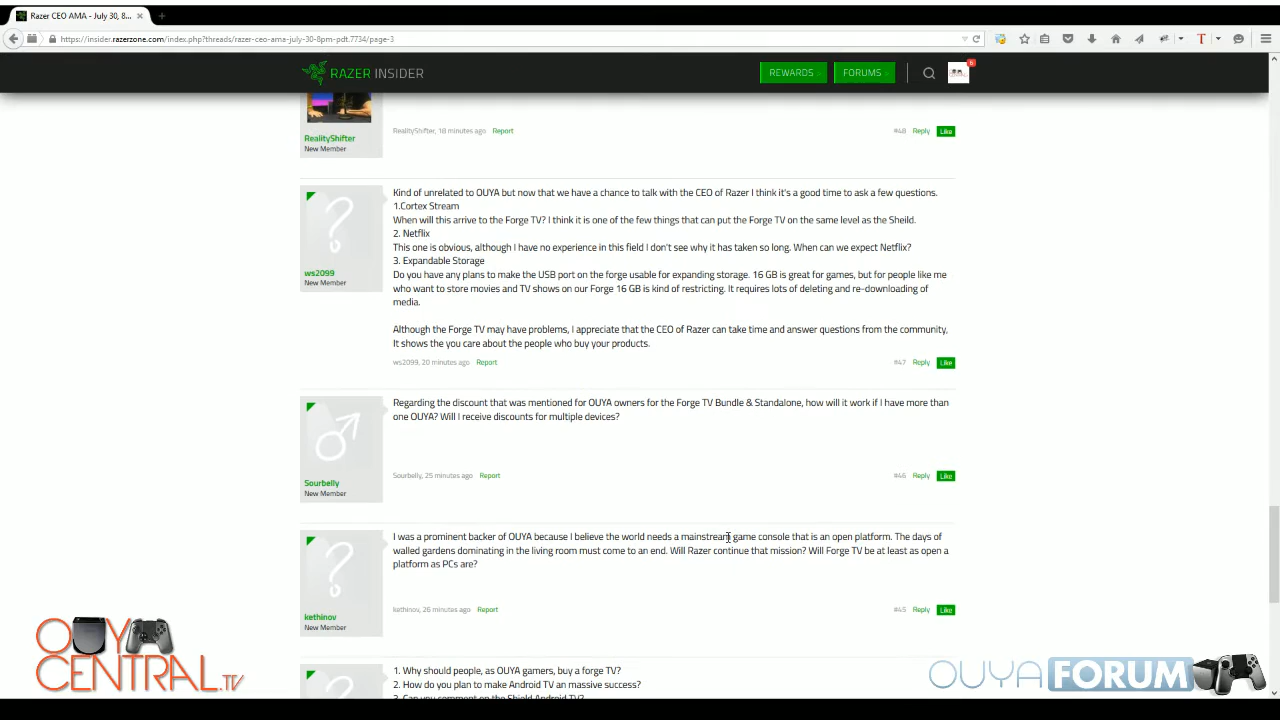 Razer CEO AMA - July 30, 8...
https://insider.razerzone.com/index.php?threads/razer-ceo-ama-july-30-8pm-pdt.7734/page-3
RAZER INSIDER
REWARDS
FORUMS
6
RealityShifter
New Member
RealityShifter, 18 minutes ago Report
#48 Reply Like
Kind of unrelated to OUYA but now that we have a chance to talk with the CEO of Razer I think it's a good time to ask a few questions.
1.Cortex Stream
When will this arrive to the Forge TV? I think it is one of the few things that can put the Forge TV on the same level as the Sheild.
2. Netflix
This one is obvious, although I have no experience in this field I don't see why it has taken so long. When can we expect Netflix?
3. Expandable Storage
Do you have any plans to make the USB port on the forge usable for expanding storage. 16 GB is great for games, but for people like me
who want to store movies and TV shows on our Forge 16 GB is kind of restricting. It requires lots of deleting and re-downloading of
media.
Although the Forge TV may have problems, I appreciate that the CEO of Razer can take time and answer questions from the community,
It shows the you care about the people who buy your products.
ws2099
New Member
ws2099, 20 minutes ago Report
#47 Reply Like
Regarding the discount that was mentioned for OUYA owners for the Forge TV Bundle & Standalone, how will it work if I have more than
one OUYA? Will I receive discounts for multiple devices?
Sourbelly
New Member
Sourbelly, 25 minutes ago Report
#46 Reply Like
I was a prominent backer of OUYA because I believe the world needs a mainstream game console that is an open platform. The days of
walled gardens dominating in the living room must come to an end. Will Razer continue that mission? Will Forge TV be at least as open a
platform as PCs are?
kethinov
New Member
kethinov, 26 minutes ago Report
#45 Reply Like
1. Why should people, as OUYA gamers, buy a forge TV?
2. How do you plan to make Android TV an massive success?
3. Can you comment on the Shield Android TV?
OUYA
CENTRAL.TV
OUYAFORUM